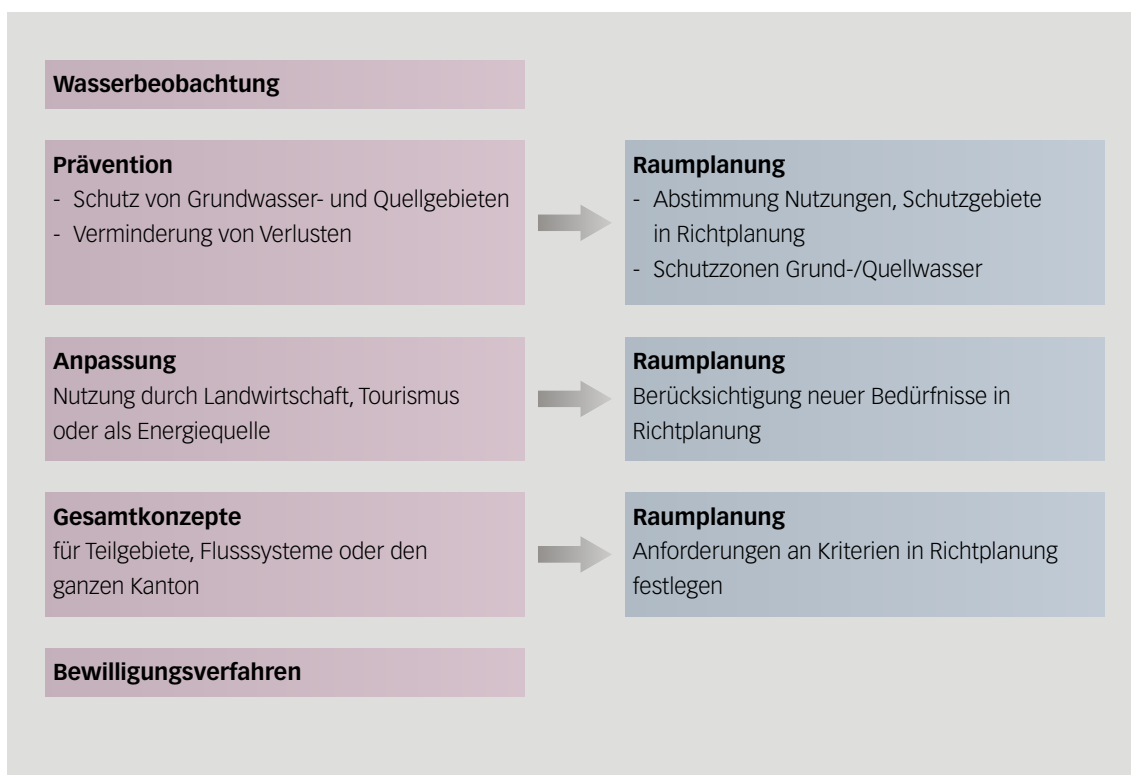 Wasserbeobachtung
Prävention
- Schutz von Grundwasser- und Quellgebieten
- Verminderung von Verlusten
Raumplanung
- Abstimmung Nutzungen, Schutzgebiete
in Richtplanung
- Schutzzonen Grund-/Quellwasser
Anpassung
Nutzung durch Landwirtschaft, Tourismus
oder als Energiequelle
Raumplanung
Berücksichtigung neuer Bedürfnisse in
Richtplanung
Gesamtkonzepte
für Teilgebiete, Flusssysteme oder den
ganzen Kanton
Raumplanung
Anforderungen an Kriterien in Richtplanung
festlegen
Bewilligungsverfahren